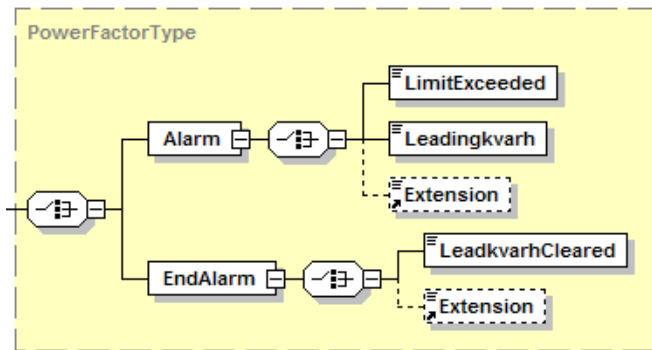 PowerFactorType
LimitExceeded
Alarm
Leadingkvarh
Extension
LeadkvarhCleared
EndAlarm
Extension